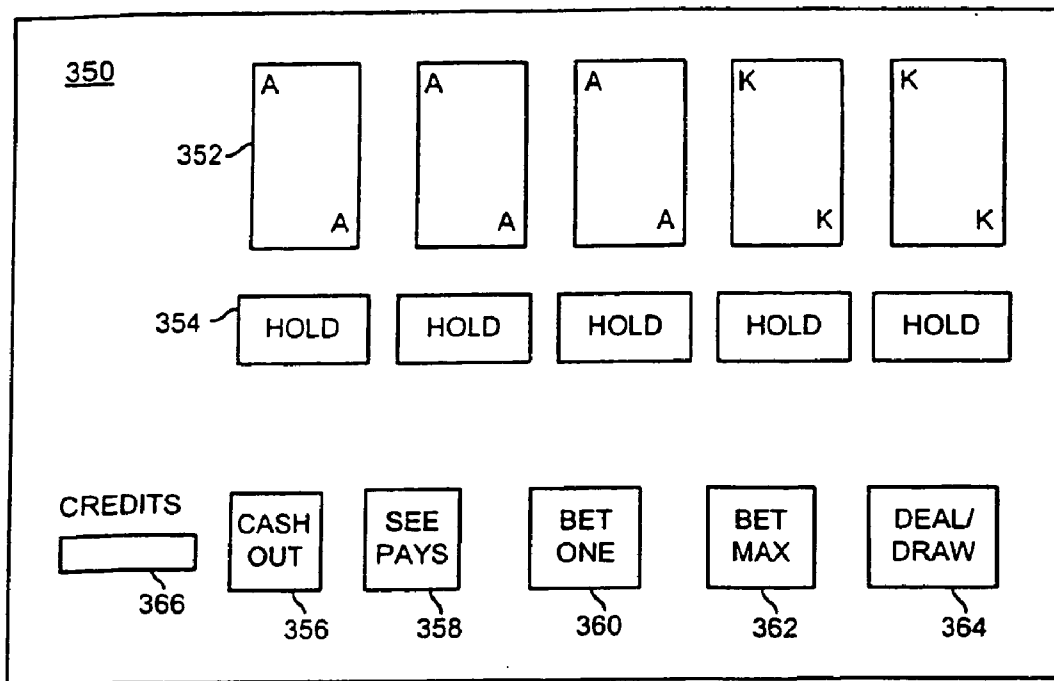 350
A A A K K
352
A A A K K
354
HOLD HOLD HOLD HOLD HOLD
CREDITS
CASH OUT
SEE PAYS
BET ONE
BET MAX
DEAL/ DRAW
366
356 358 360 362 364